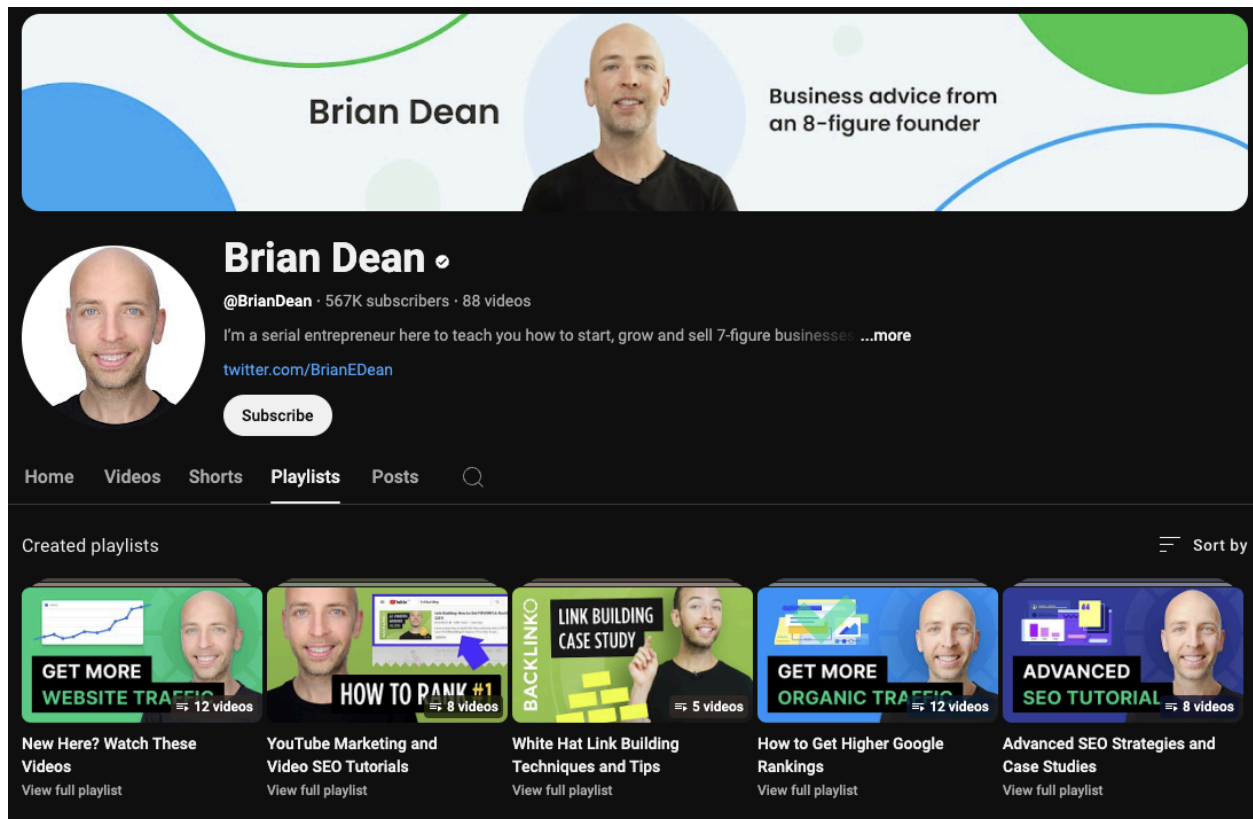 Brian Dean
Business advice from
an 8-figure founder
Brian Dean
@BrianDean · 567K subscribers · 88 videos
I'm a serial entrepreneur here to teach you how to start, grow and sell 7-figure businesses ...more
twitter.com/BrianEDean
Subscribe
Home Videos Shorts Playlists Posts
Created playlists
Sort by
GET MORE
WEBSITE TRAFFIC
12 videos
New Here? Watch These
Videos
View full playlist
YouTube
HOW TO RANK #1
8 videos
YouTube Marketing and
Video SEO Tutorials
View full playlist
BACKLINKO
LINK BUILDING
CASE STUDY
5 videos
White Hat Link Building
Techniques and Tips
View full playlist
GET MORE
ORGANIC TRAFFIC
12 videos
How to Get Higher Google
Rankings
View full playlist
ADVANCED
SEO TUTORIAL
8 videos
Advanced SEO Strategies and
Case Studies
View full playlist